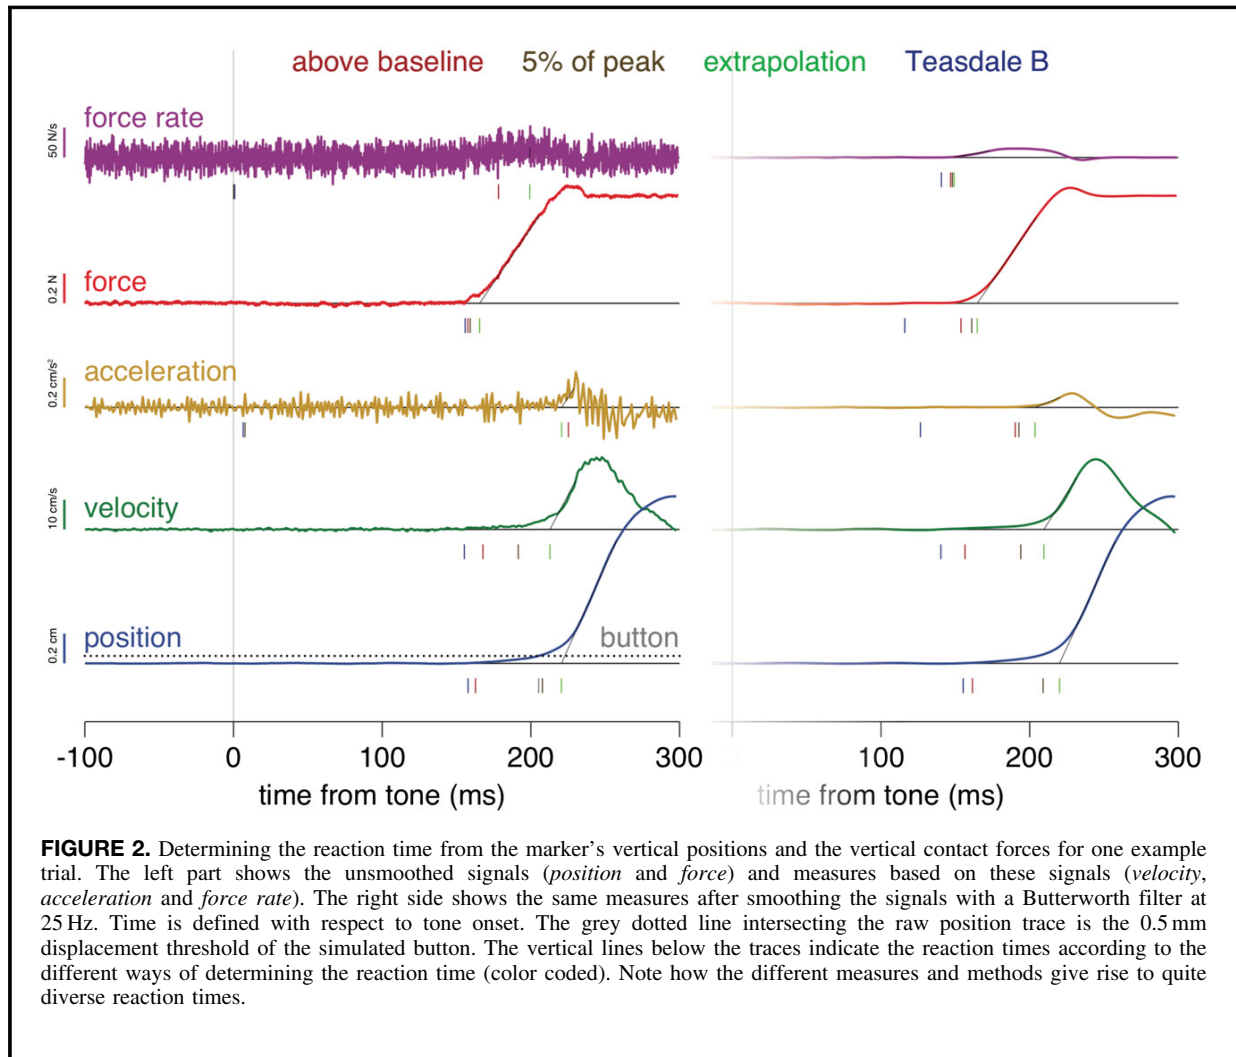 above baseline 5% of peak extrapolation Teasdale B
force rate
50 N/s
force
0.2 N
acceleration
0.2 cm/s²
velocity
10 cm/s
position
0.2 cm
button
-100 0 100 200 300
0 100 200 300
time from tone (ms)
time from tone (ms)
FIGURE 2. Determining the reaction time from the marker's vertical positions and the vertical contact forces for one example
trial. The left part shows the unsmoothed signals (position and force) and measures based on these signals (velocity,
acceleration and force rate). The right side shows the same measures after smoothing the signals with a Butterworth filter at
25 Hz. Time is defined with respect to tone onset. The grey dotted line intersecting the raw position trace is the 0.5 mm
displacement threshold of the simulated button. The vertical lines below the traces indicate the reaction times according to the
different ways of determining the reaction time (color coded). Note how the different measures and methods give rise to quite
diverse reaction times.